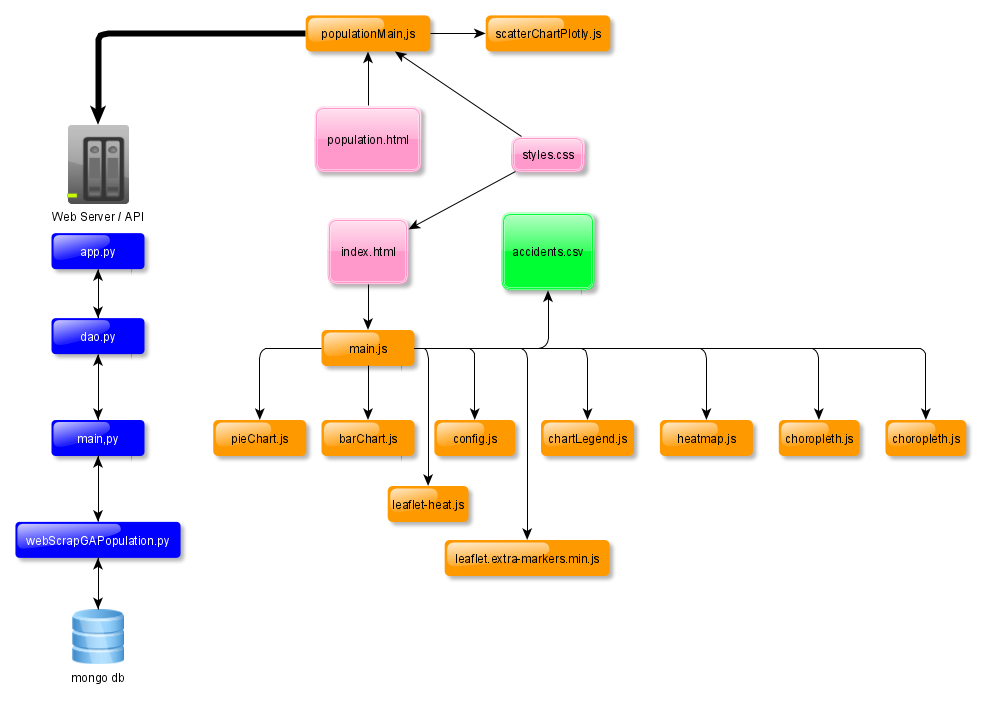 populationMain,js
scatterChartPlotly.js
population.html
styles.css
Web Server / API
app.py
index.html
accidents.csv
dao.py
main.js
main,py
pieChart.js
barChart.js
config.js
chartLegend.js
heatmap.js
choropleth.js
choropleth.js
leaflet-heat.js
webScrapGAPopulation.py
leaflet.extra-markers.min.js
mongo db